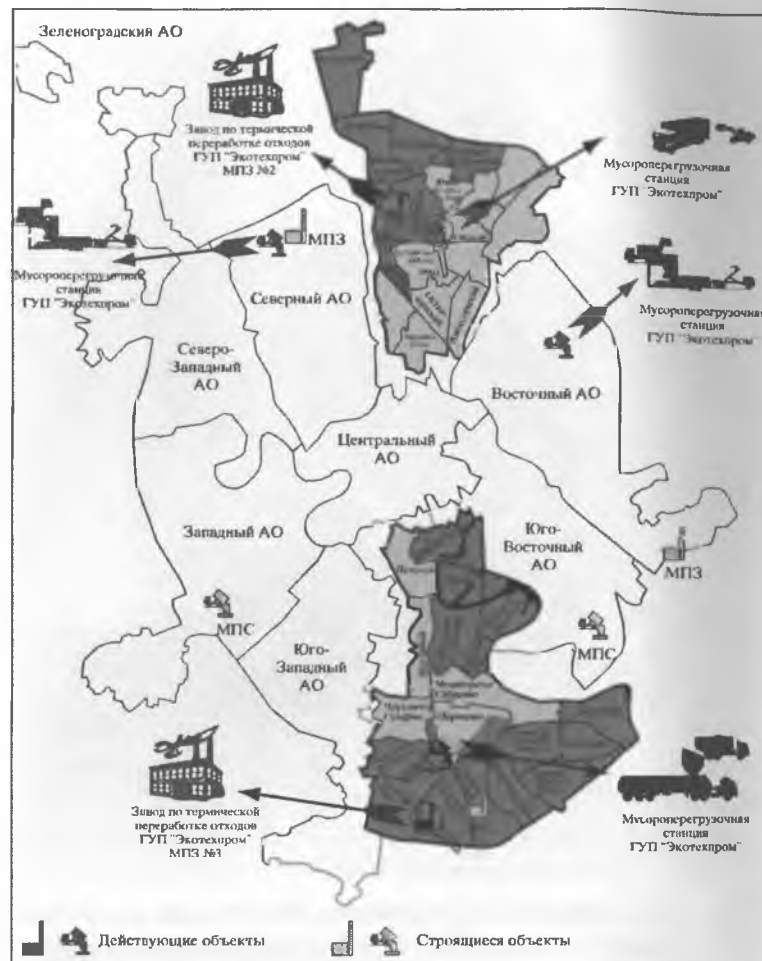 Зеленоградский АО
Завод по термической
переработке отходов
ГУП "Экотехпром"
МПЗ №2
Мусороперегрузочная
станция
ГУП "Экотехпром"
МПЗ
Мусороперегрузочная
станция
ГУП "Экотехпром"
Северный АО
Мусороперегрузочная
станция
ГУП "Экотехпром
Северо-
Западный
АО
Восточный АО
Центральный
АО
Западный АО
Юго-
Восточный
АО
МПЗ
МПС
МПС
Юго-
Западный
АО
Завод по термической
переработке отходов
ГУП "Экотехпром"
МПЗ №3
Мусороперегрузочная
станция
ГУП "Экотехпром"
Действующие объекты
Строящиеся объекты